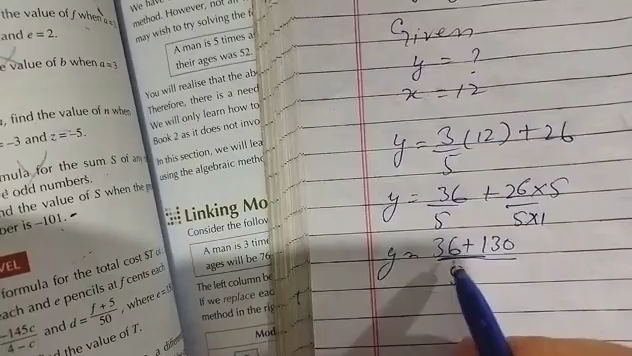 the value of f when a=
and e = 2.
e value of b when a=3
, find the value of n when
= -3 and z = -5.
mula for the sum S of any
e odd numbers.
nd the value of S when the
ber is -101.
VEL
formula for the total cost $T
each and e pencils at f cents each
-145c
4 - c
and d = f + 5
50
, where c=
d the value of T.
We have
method. However, not
may wish to try solving the
A man is 5 times a
their ages was 52.
You will realise that the
Therefore, there is a need
We will only learn how to
Book 2 as it does not invo
In this section, we will lea
using the algebraic metho
Linking Mo
Consider the follow
A man is 3 time
ages will be 76
The left column
If we replace eac
method in the rig
Mod
a
Given
y = ?
x = 12
y = 3 (12) + 26
5
y = 36 + 26×5
5 5×1
y = 36 + 130